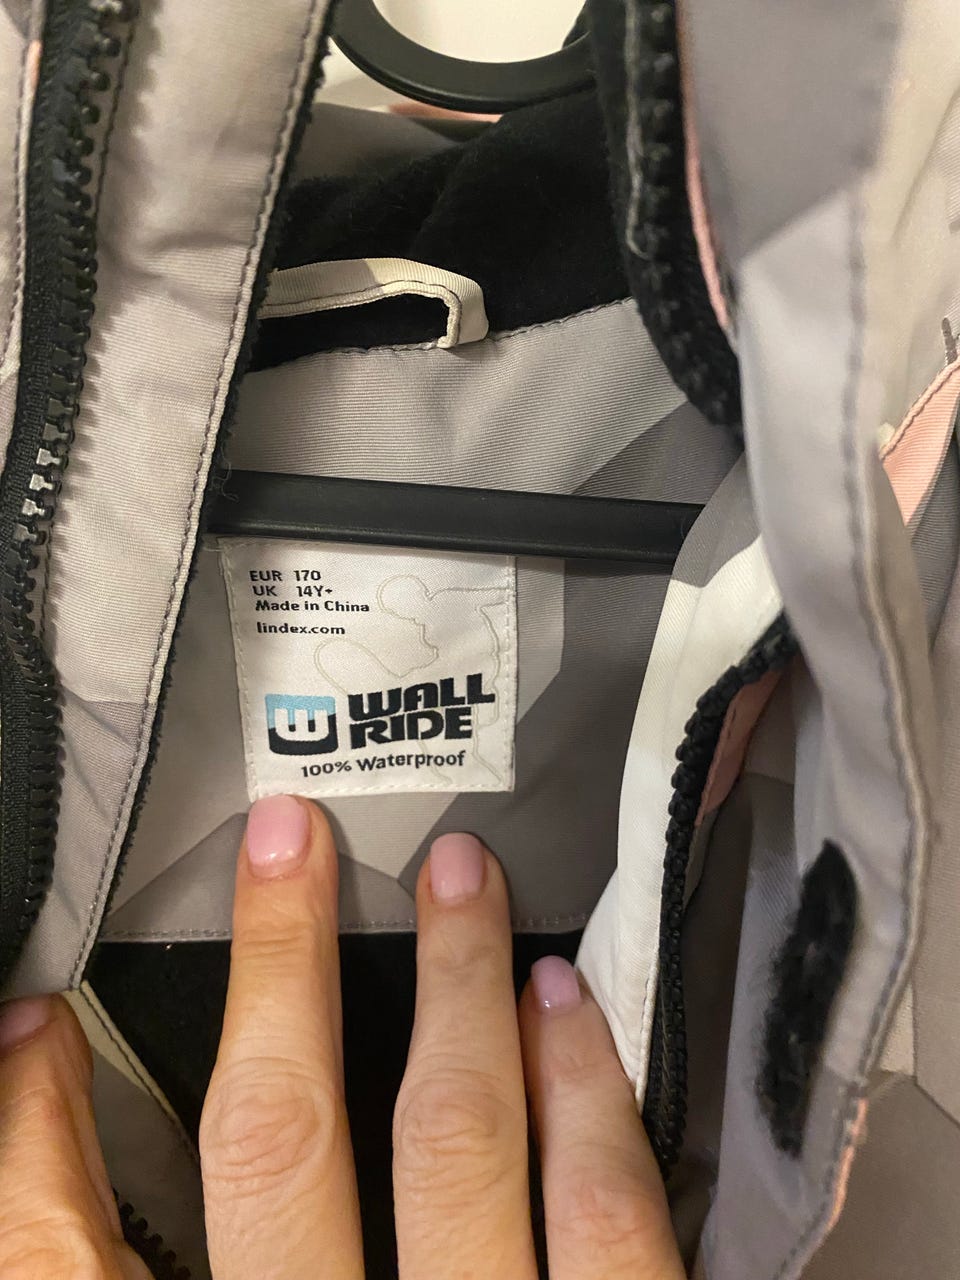 EUR 170
UK 14Y+
Made in China
lindex.com
W WALL
RIDE
100% Waterproof